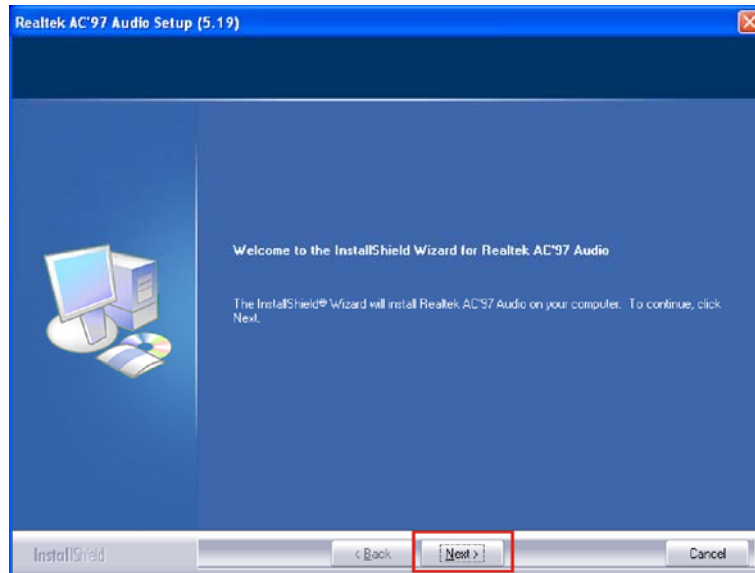 Realtek AC'97 Audio Setup (5.19)
Welcome to the InstallShield Wizard for Realtek AC'97 Audio
The InstallShield® Wizard will install Realtek AC'97 Audio on your computer. To continue, click
Next.
InstallShield
< Back
Next >
Cancel